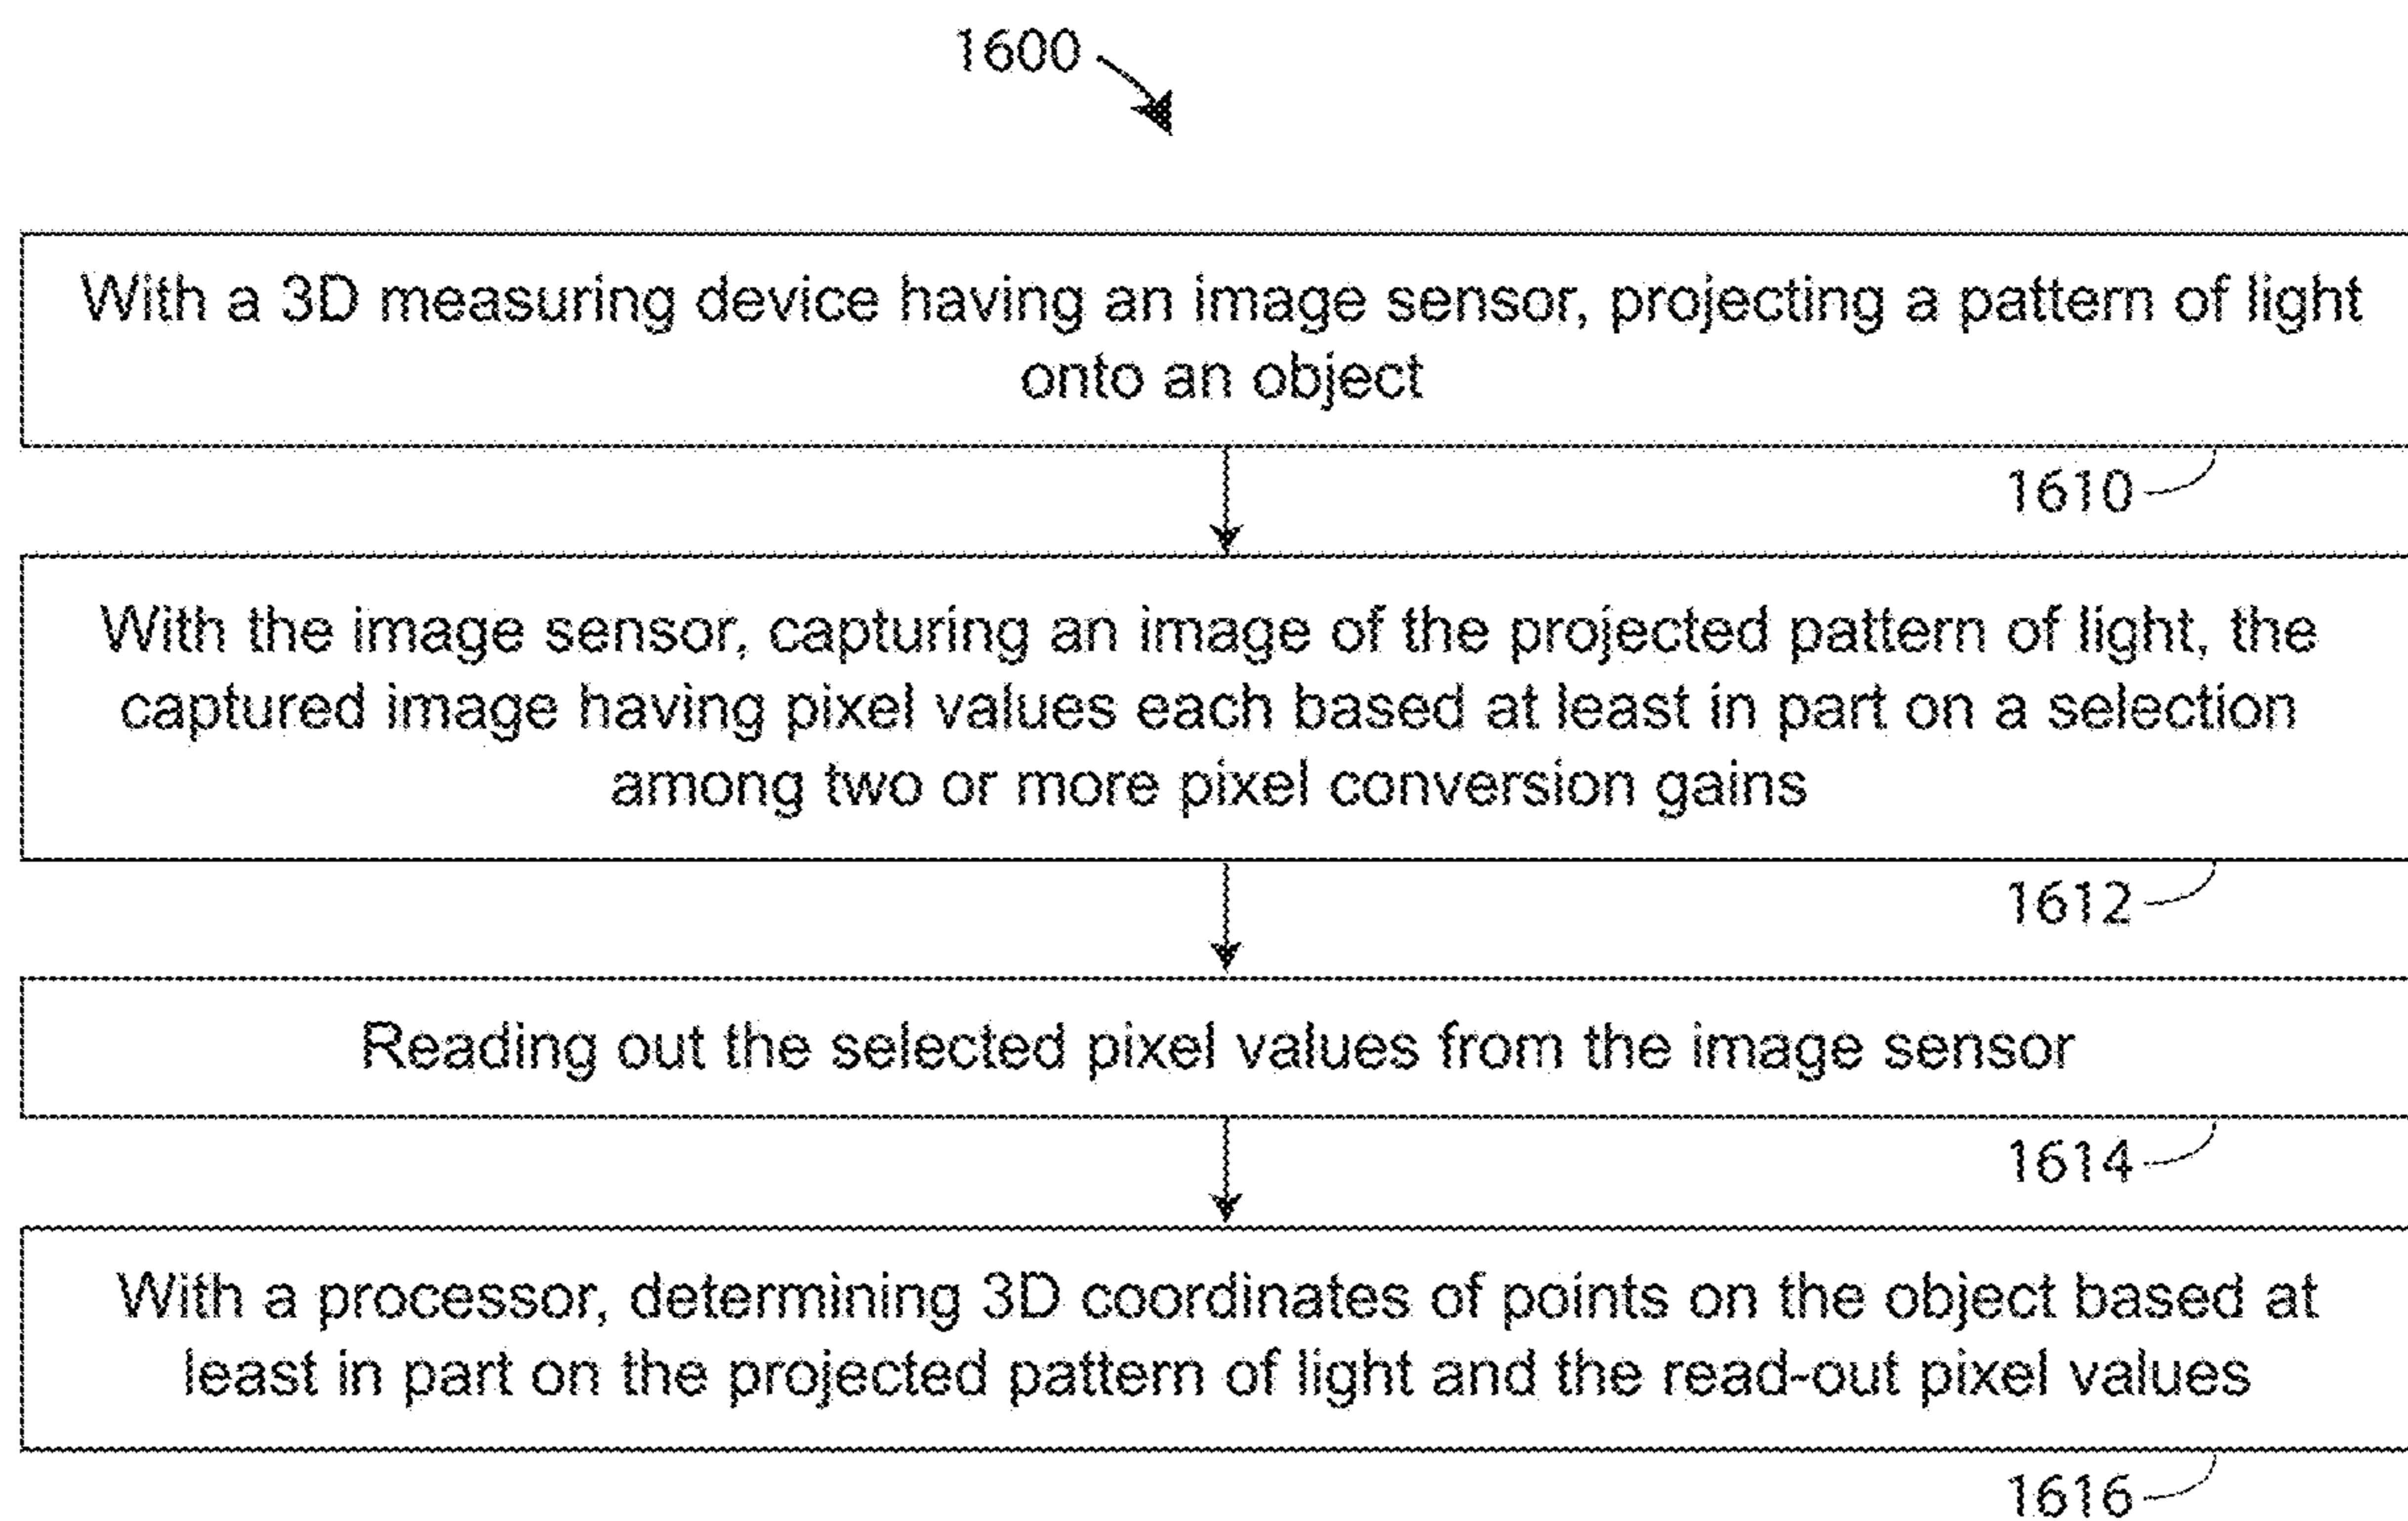 1600
With a 3D measuring device having an image sensor, projecting a pattern of light
onto an object
1610
With the image sensor, capturing an image of the projected pattern of light, the
captured image having pixel values each based at least in part on a selection
among two or more pixel conversion gains
1612
Reading out the selected pixel values from the image sensor
1614
With a processor, determining 3D coordinates of points on the object based at
least in part on the projected pattern of light and the read-out pixel values
1616